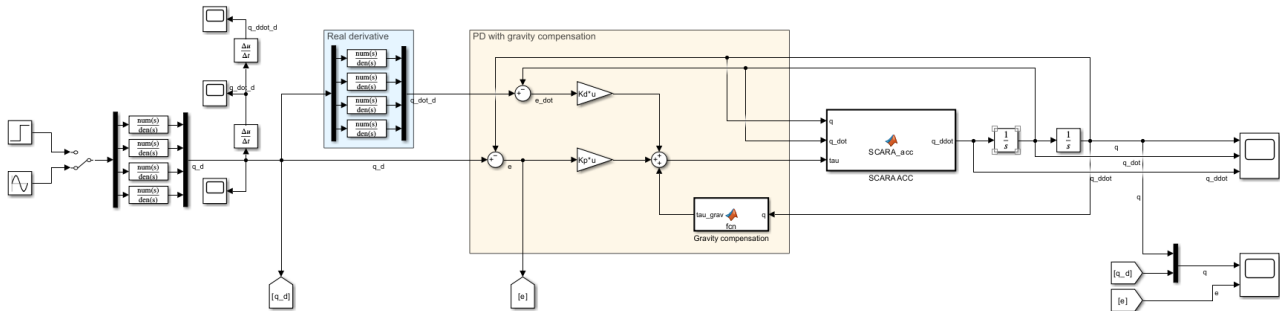 q_ddot_d
Δu
Δt
q_dot_d
Δu
Δt
num(s)
den(s)
num(s)
den(s)
num(s)
den(s)
num(s)
den(s)
q_d
Real derivative
num(s)
den(s)
num(s)
den(s)
num(s)
den(s)
num(s)
den(s)
q_dot_d
q_d
[q_d]
PD with gravity compensation
e_dot
Kd*u
e
Kp*u
tau_grav
q
fcn
Gravity compensation
[e]
q
q_dot
tau
SCARA_acc
q_ddot
SCARA ACC
1
s
1
s
q
q_dot
q_ddot
q_ddot
q
[q_d]
[e]
q
e